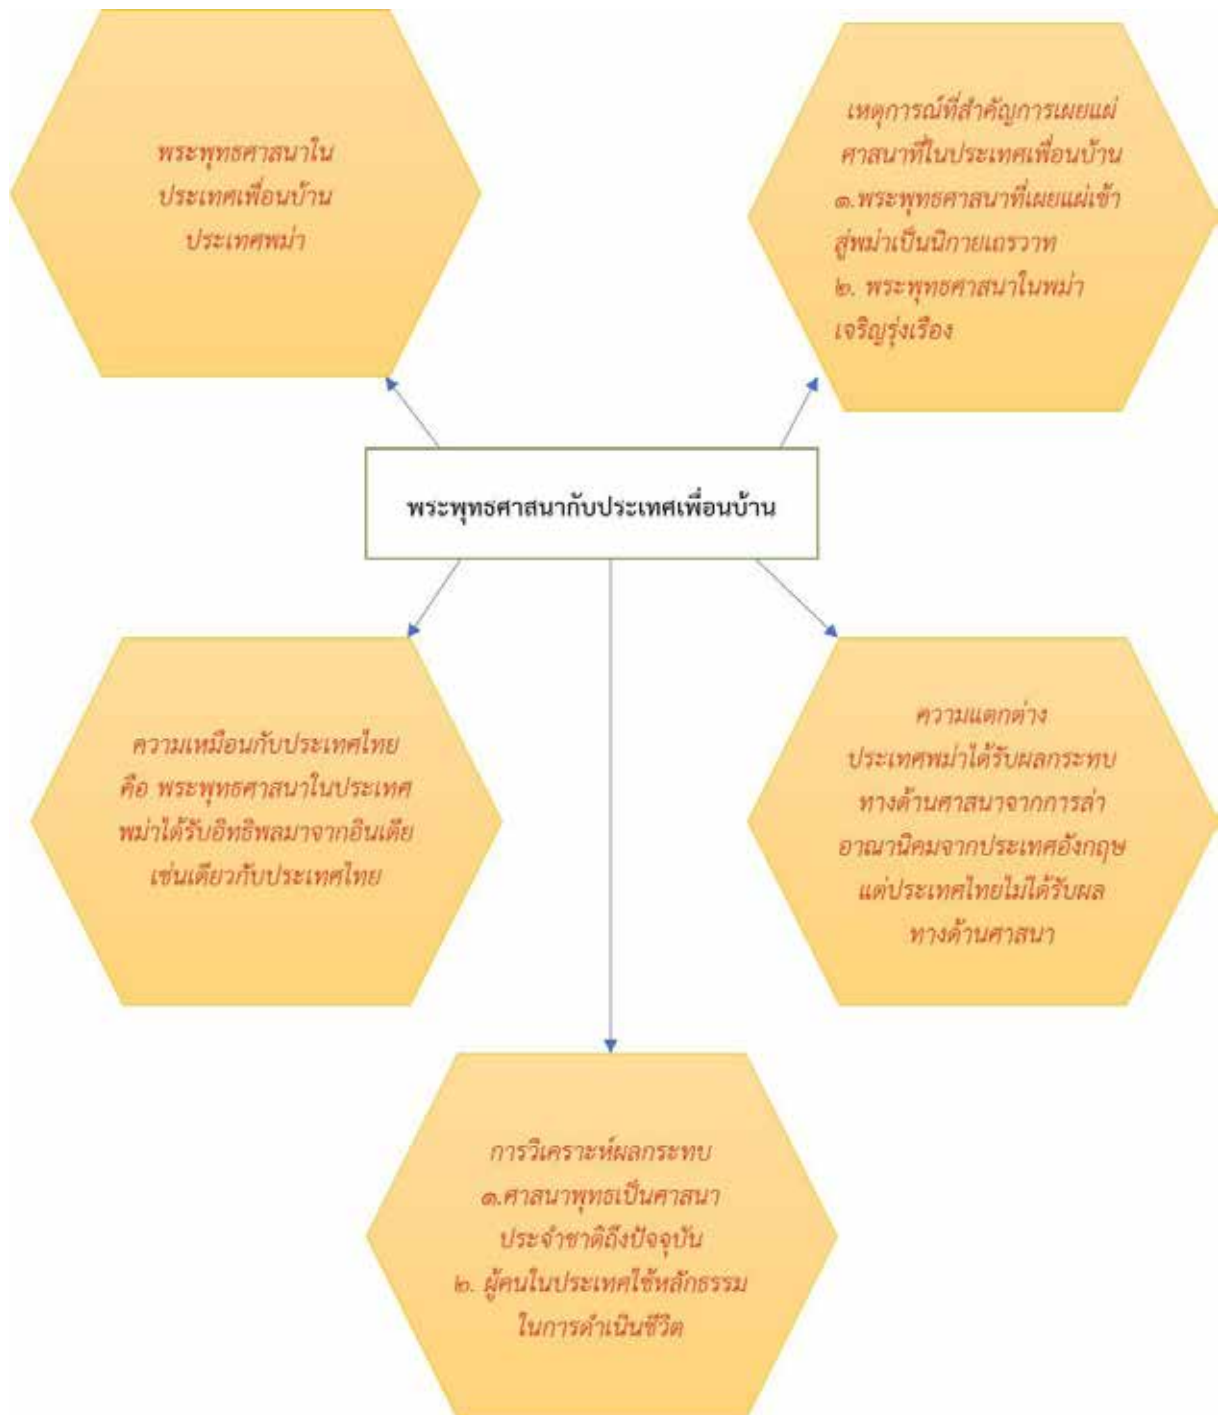 พระพุทธศาสนาใน
ประเทศเพื่อนบ้าน
ประเทศพม่า
เหตุการณ์ที่สำคัญการเผยแผ่
ศาสนาที่ในประเทศเพื่อนบ้าน
๑.พระพุทธศาสนาที่เผยแผ่เข้า
สู่พม่าเป็นนิกายเถรวาท
๒. พระพุทธศาสนาในพม่า
เจริญรุ่งเรือง
พระพุทธศาสนากับประเทศเพื่อนบ้าน
ความเหมือนกับประเทศไทย
คือ พระพุทธศาสนาในประเทศ
พม่าได้รับอิทธิพลมาจากอินเดีย
เช่นเดียวกับประเทศไทย
ความแตกต่าง
ประเทศพม่าได้รับผลกระทบ
ทางด้านศาสนาจากการล่า
อาณานิคมจากประเทศอังกฤษ
แต่ประเทศไทยไม่ได้รับผล
ทางด้านศาสนา
การวิเคราะห์ผลกระทบ
๑.ศาสนาพุทธเป็นศาสนา
ประจำชาติถึงปัจจุบัน
๒. ผู้คนในประเทศใช้หลักธรรม
ในการดำเนินชีวิต